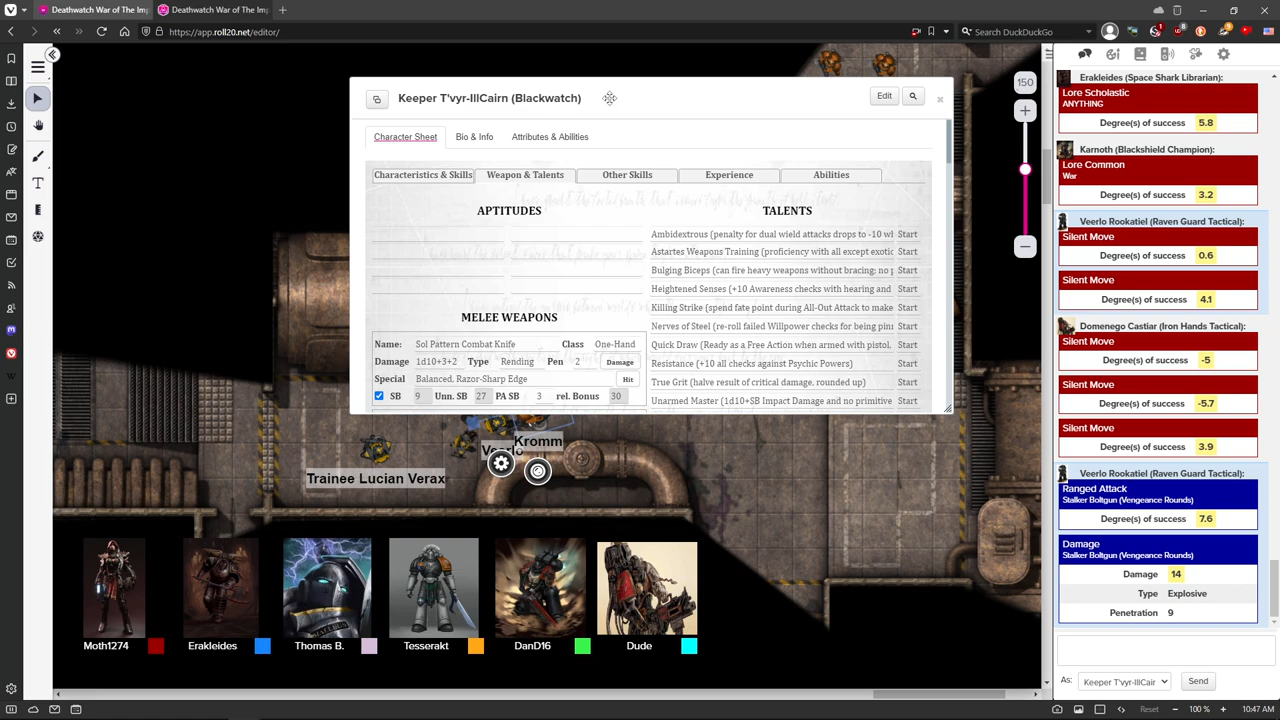 Deathwatch War of The Imp
Deathwatch War of The Imp
https://app.roll20.net/editor/
Search DuckDuckGo
Keeper T'vyr-IllCairn (Blackwatch)
Edit
Character Sheet
Bio & Info
Attributes & Abilities
Characteristics & Skills
Weapon & Talents
Other Skills
Experience
Abilities
APTITUDES
MELEE WEAPONS
Name: Sol Pattern Combat Knife Class One-Hand
Damage 1d10+3+2 Type Rending Pen 2 Damage
Special Balanced, Razor-Sharp Edge Hit
SB 9 Unn. SB 27 PA SB 3 rel. Bonus 30
TALENTS
Ambidextrous (penalty for dual wield attacks drops to -10 wh Start
Astartes Weapons Training (proficiency with all except exotic Start
Bulging Biceps (can fire heavy weapons without bracing; no p Start
Heightened Senses (+10 Awareness checks with hearing and Start
Killing Strike (spend fate point during All-Out Attack to make Start
Nerves of Steel (re-roll failed Willpower checks for being pinn Start
Quick Draw (Ready as a Free Action when armed with pistol, Start
Resistance (+10 all checks against Psychic Powers) Start
True Grit (halve result of critical damage, rounded up) Start
Unarmed Master (1d10+SB Impact Damage and no primitive Start
150
Kromm
Trainee Lucian Verax
Moth1274
Erakleides
Thomas B.
Tesserakt
DanD16
Dude
Erakleides (Space Shark Librarian):
Lore Scholastic
ANYTHING
Degree(s) of success 5.8
Karnoth (Blackshield Champion):
Lore Common
War
Degree(s) of success 3.2
Veerlo Rookatiel (Raven Guard Tactical):
Silent Move
Degree(s) of success 0.6
Silent Move
Degree(s) of success 4.1
Domenego Castiar (Iron Hands Tactical):
Silent Move
Degree(s) of success -5
Silent Move
Degree(s) of success -5.7
Silent Move
Degree(s) of success 3.9
Veerlo Rookatiel (Raven Guard Tactical):
Ranged Attack
Stalker Boltgun (Vengeance Rounds)
Degree(s) of success 7.6
Damage
Stalker Boltgun (Vengeance Rounds)
Damage 14
Type Explosive
Penetration 9
As: Keeper T'vyr-IllCair Send
Reset 100 % 10:47 AM